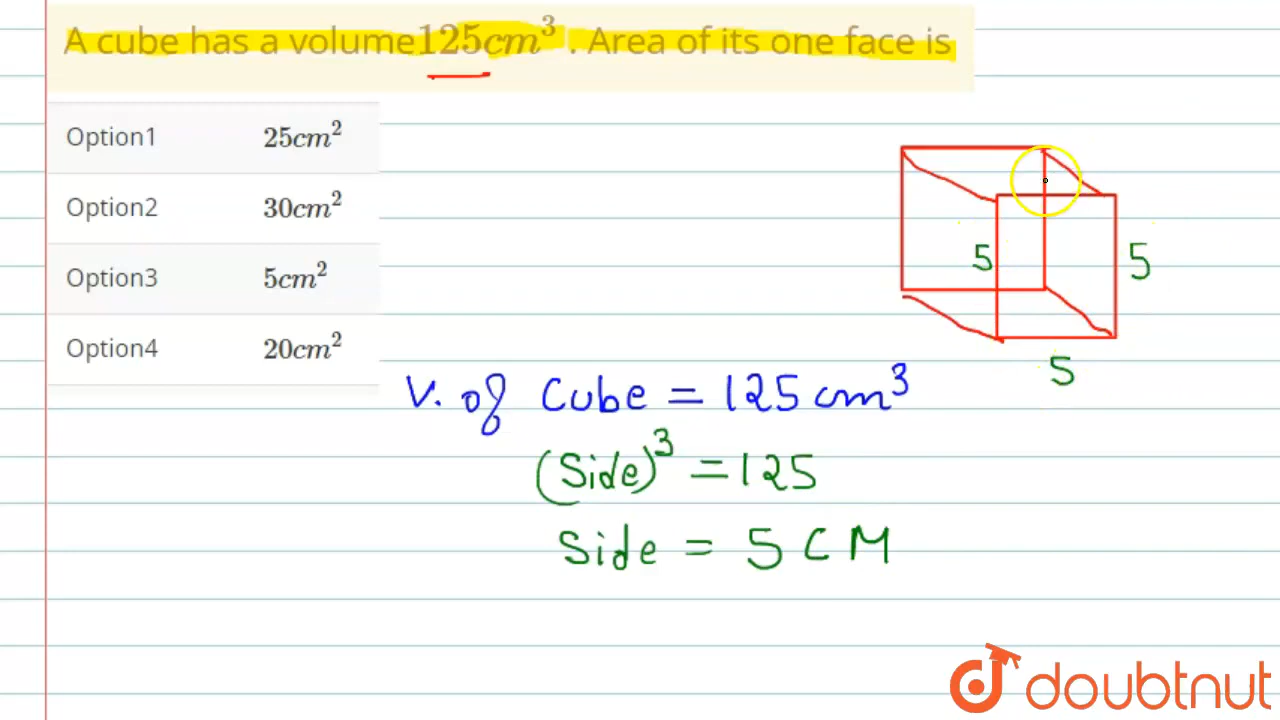 A cube has a volume 125cm³ . Area of its one face is
Option1 25cm²
Option2 30cm²
Option3 5cm²
Option4 20cm²
5
5
5
V. of Cube = 125 cm³
(Side)³ = 125
Side = 5 CM
doubtnut